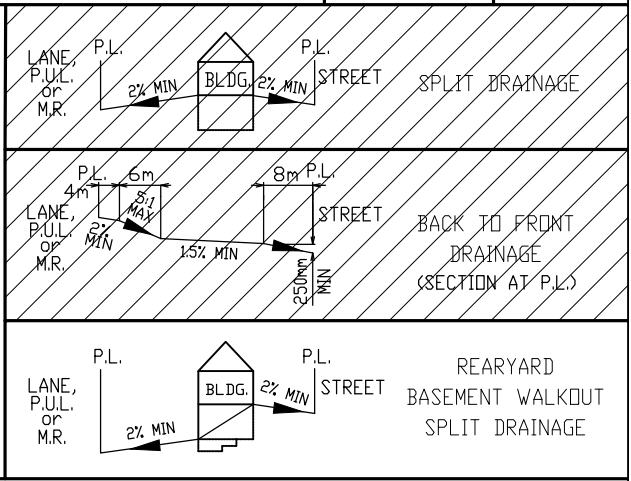 P.L.
P.L.
LANE,
P.U.L.
or
M.R.
2% MIN
BLDG.
2% MIN
STREET
SPLIT DRAINAGE
P.L.
6m
8m
P.L.
4m
5:1
MAX
LANE,
P.U.L.
or
M.R.
2%
MIN
1.5% MIN
STREET
250mm
MIN
BACK TO FRONT
DRAINAGE
(SECTION AT P.L.)
P.L.
P.L.
LANE,
P.U.L.
or
M.R.
2% MIN
BLDG.
2% MIN
STREET
REARYARD
BASEMENT WALKOUT
SPLIT DRAINAGE